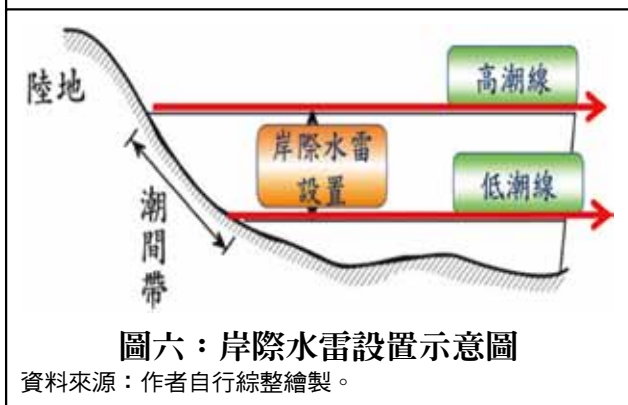 陸地
高潮線
岸際水雷
設置
低潮線
潮間帶
圖六：岸際水雷設置示意圖
資料來源：作者自行綜整繪製。